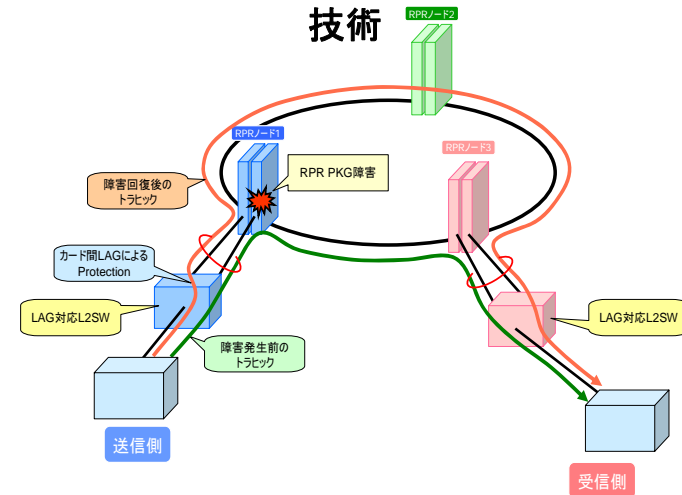 技術
RPRノード2
RPRノード1
RPRノード3
RPR PKG障害
障害回復後の
トラヒック
カード間LAGによる
Protection
LAG対応L2SW
LAG対応L2SW
障害発生前の
トラヒック
送信側
受信側